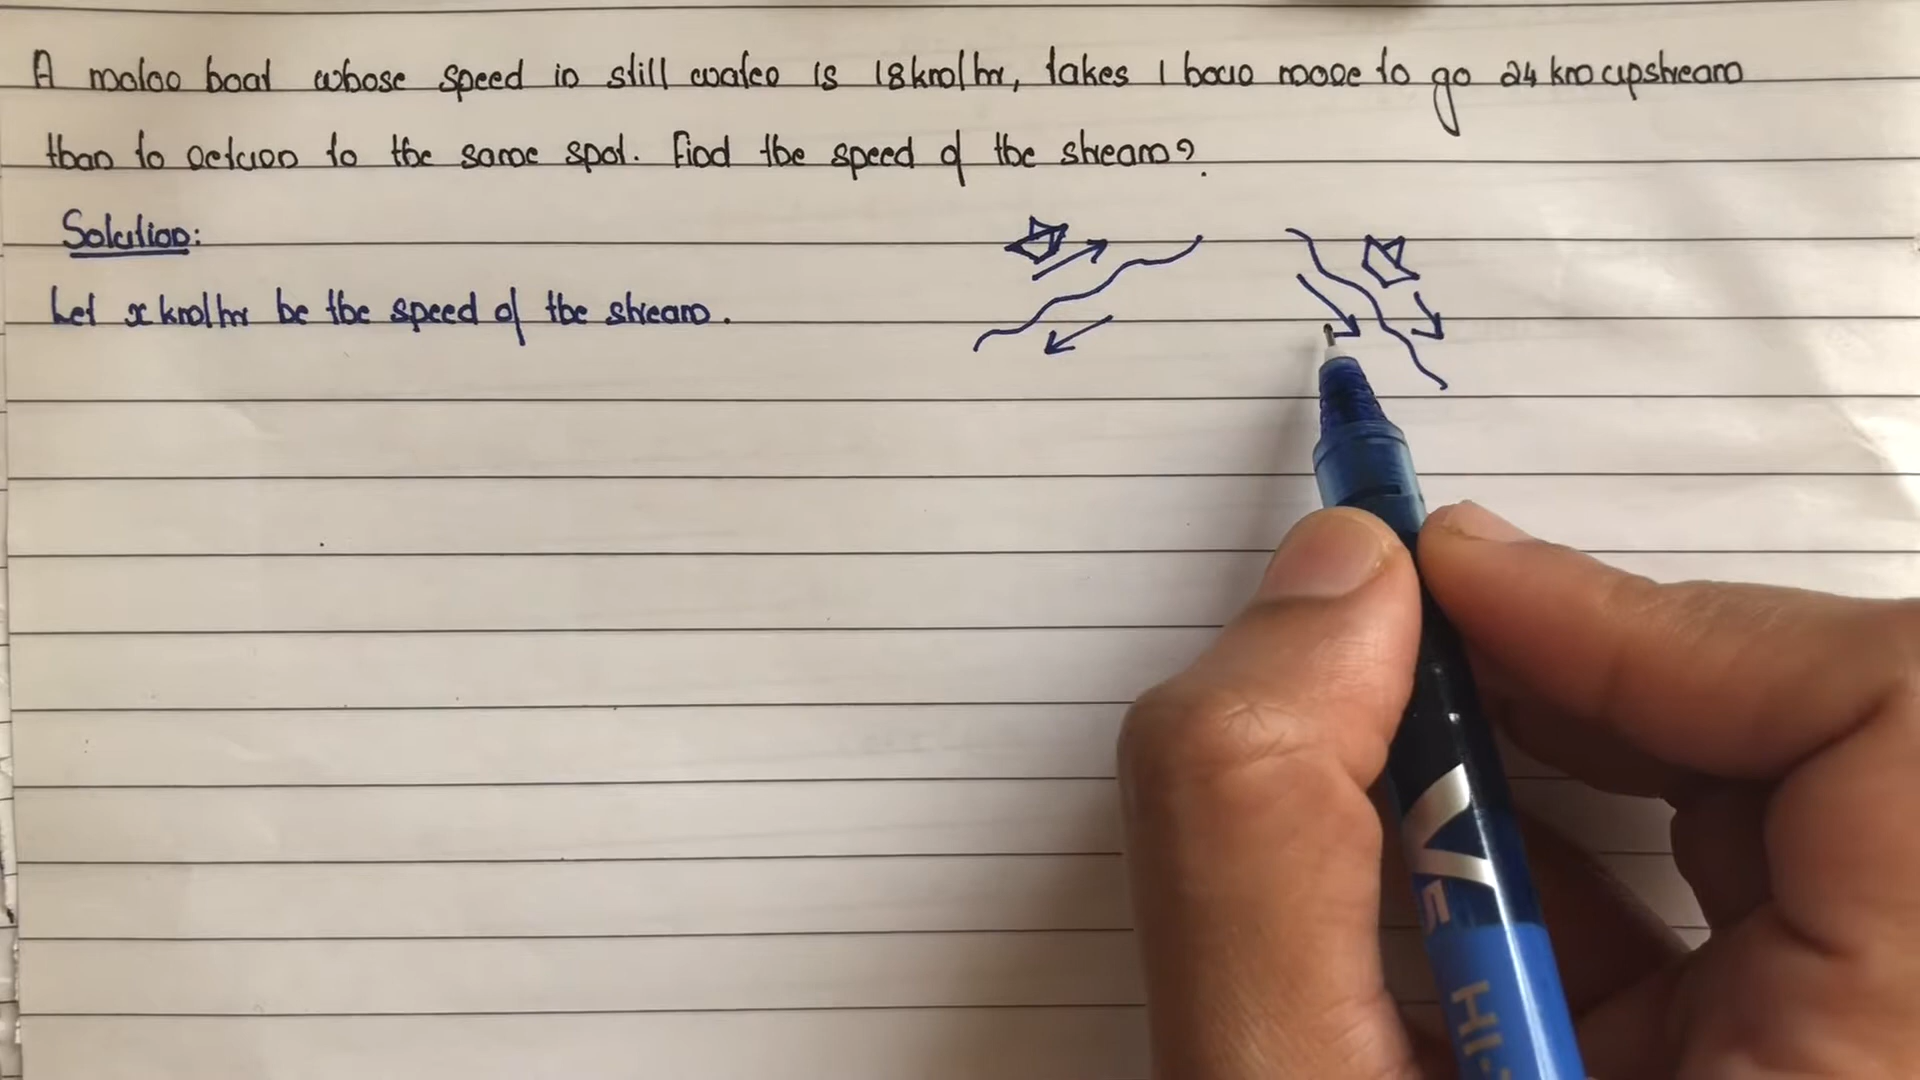 A motor boat whose speed in still water is 18km/hr, takes 1 hour more to go 24 km upstream
than to return to the same spot. Find the speed of the stream?
Solution:
Let x km/hr be the speed of the stream.
V5
HI-